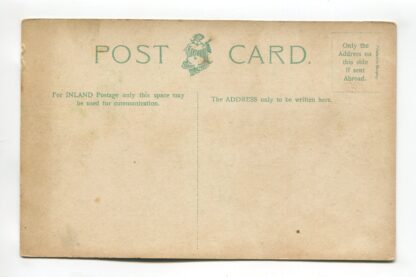 POST CARD.
Only the
Address on
this side
if sent
Abroad.
For INLAND Postage only this space may
be used for communication.
The ADDRESS only to be written here.